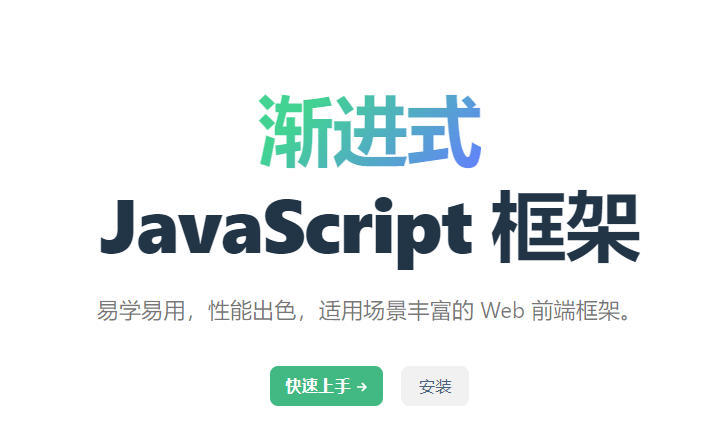 渐进式
JavaScript 框架
易学易用，性能出色，适用场景丰富的 Web 前端框架。
快速上手 →
安装